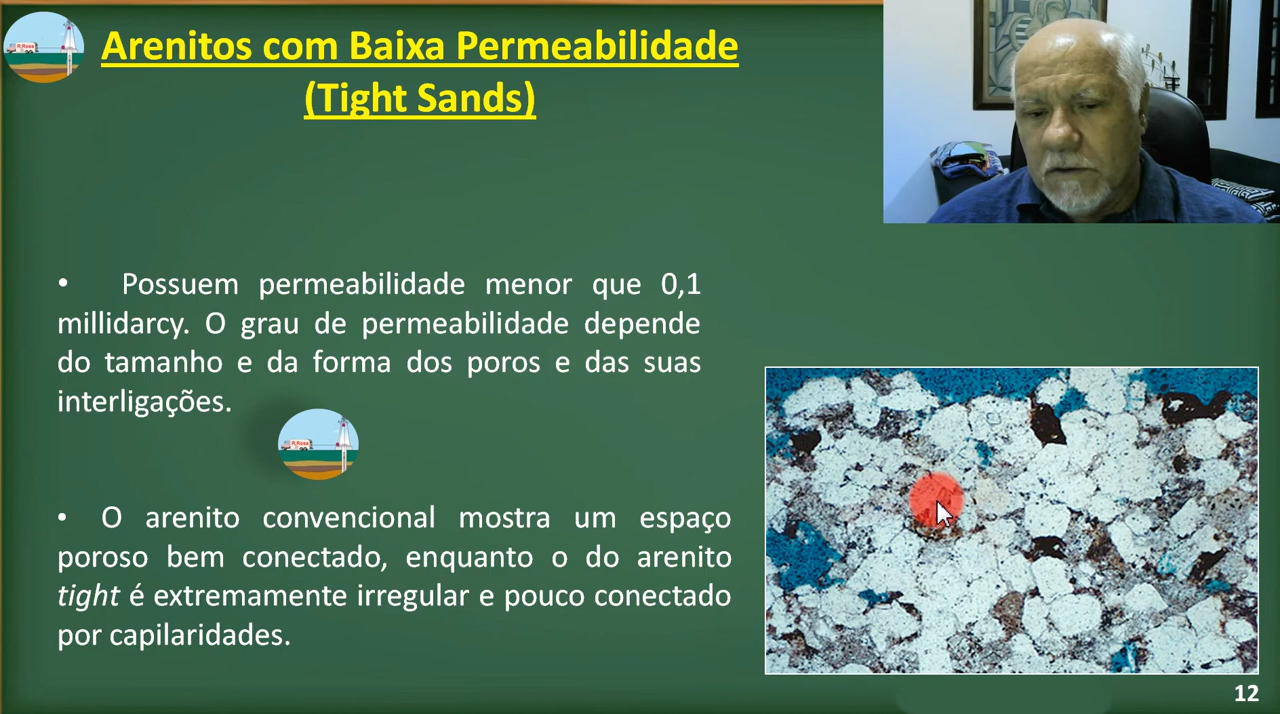 Arenitos com Baixa Permeabilidade
(Tight Sands)
R.Rosa
• Possuem permeabilidade menor que 0,1
millidarcy. O grau de permeabilidade depende
do tamanho e da forma dos poros e das suas
interligações.
R.Rosa
• O arenito convencional mostra um espaço
poroso bem conectado, enquanto o do arenito
tight é extremamente irregular e pouco conectado
por capilaridades.
12